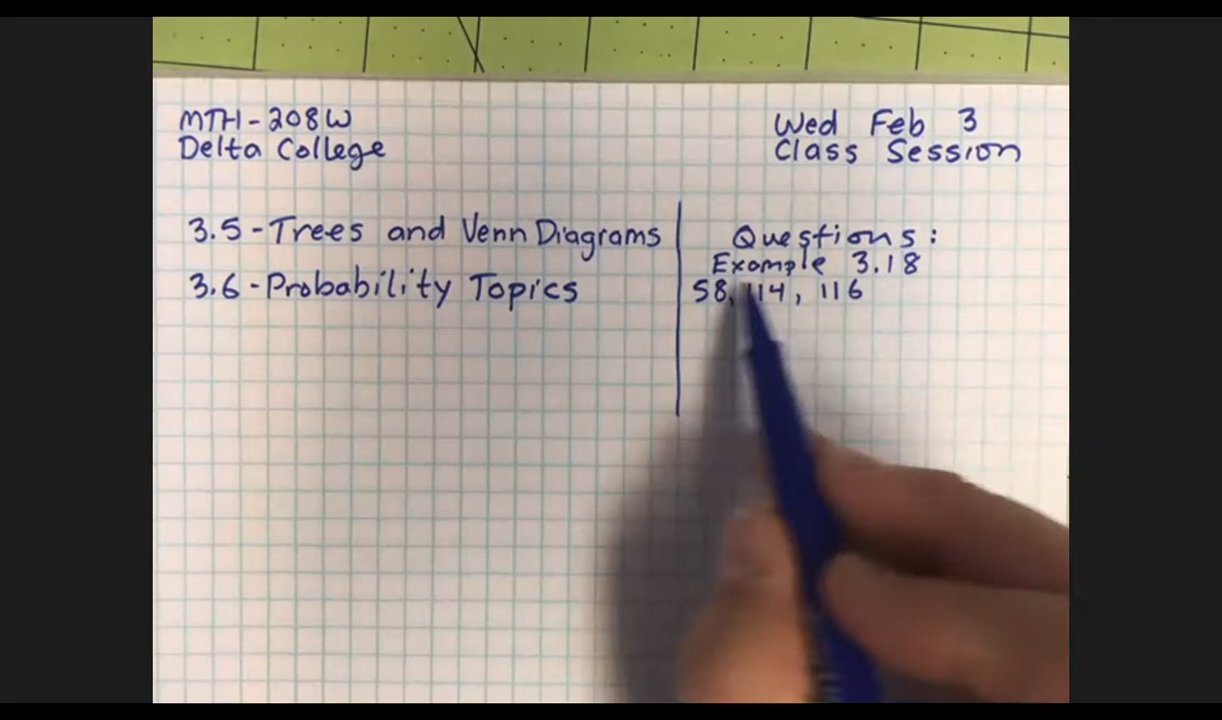 MTH-208W
Delta College
Wed Feb 3
Class Session
3.5-Trees and Venn Diagrams
3.6-Probability Topics
Questions:
Example 3.18
58, 114, 116